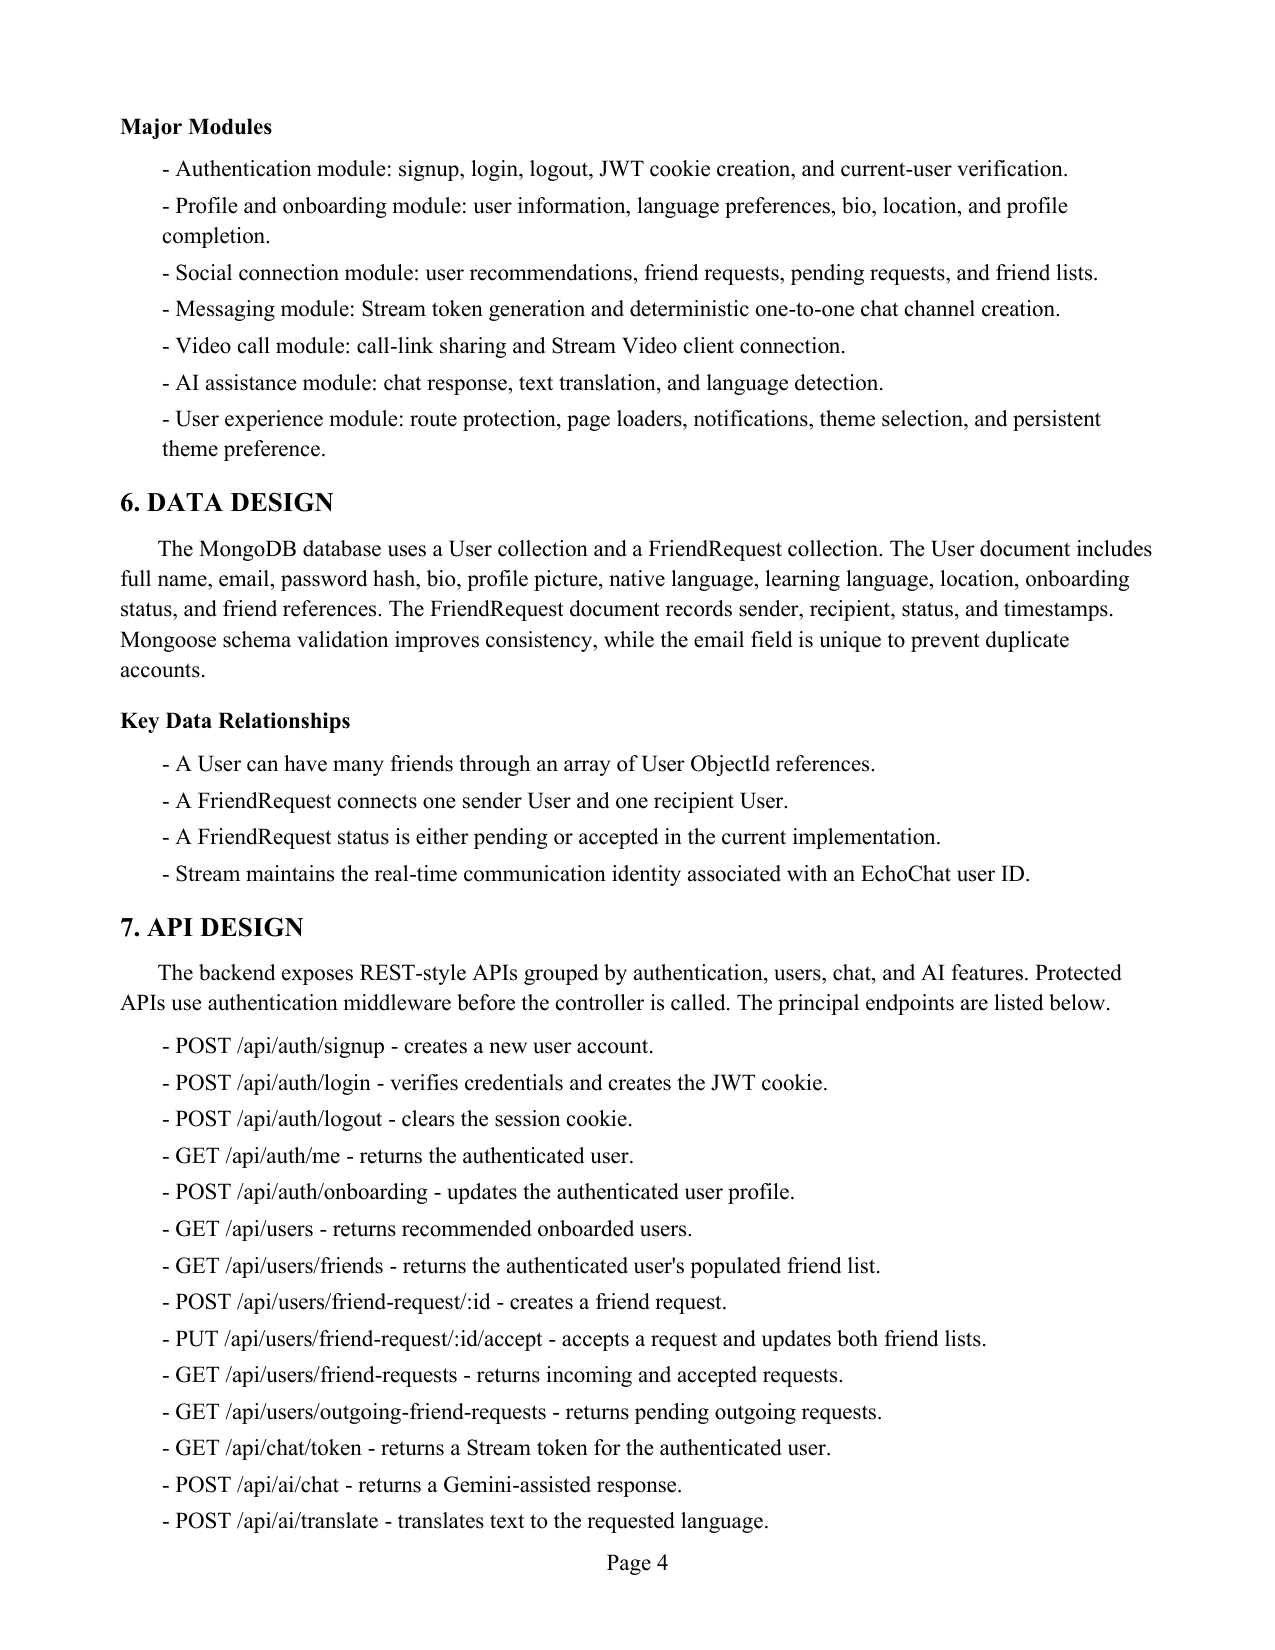 Major Modules
- Authentication module: signup, login, logout, JWT cookie creation, and current-user verification.
- Profile and onboarding module: user information, language preferences, bio, location, and profile
completion.
- Social connection module: user recommendations, friend requests, pending requests, and friend lists.
- Messaging module: Stream token generation and deterministic one-to-one chat channel creation.
- Video call module: call-link sharing and Stream Video client connection.
- AI assistance module: chat response, text translation, and language detection.
- User experience module: route protection, page loaders, notifications, theme selection, and persistent
theme preference.
6. DATA DESIGN
The MongoDB database uses a User collection and a FriendRequest collection. The User document includes
full name, email, password hash, bio, profile picture, native language, learning language, location, onboarding
status, and friend references. The FriendRequest document records sender, recipient, status, and timestamps.
Mongoose schema validation improves consistency, while the email field is unique to prevent duplicate
accounts.
Key Data Relationships
- A User can have many friends through an array of User ObjectId references.
- A FriendRequest connects one sender User and one recipient User.
- A FriendRequest status is either pending or accepted in the current implementation.
- Stream maintains the real-time communication identity associated with an EchoChat user ID.
7. API DESIGN
The backend exposes REST-style APIs grouped by authentication, users, chat, and AI features. Protected
APIs use authentication middleware before the controller is called. The principal endpoints are listed below.
- POST /api/auth/signup - creates a new user account.
- POST /api/auth/login - verifies credentials and creates the JWT cookie.
- POST /api/auth/logout - clears the session cookie.
- GET /api/auth/me - returns the authenticated user.
- POST /api/auth/onboarding - updates the authenticated user profile.
- GET /api/users - returns recommended onboarded users.
- GET /api/users/friends - returns the authenticated user's populated friend list.
- POST /api/users/friend-request/:id - creates a friend request.
- PUT /api/users/friend-request/:id/accept - accepts a request and updates both friend lists.
- GET /api/users/friend-requests - returns incoming and accepted requests.
- GET /api/users/outgoing-friend-requests - returns pending outgoing requests.
- GET /api/chat/token - returns a Stream token for the authenticated user.
- POST /api/ai/chat - returns a Gemini-assisted response.
- POST /api/ai/translate - translates text to the requested language.
Page 4